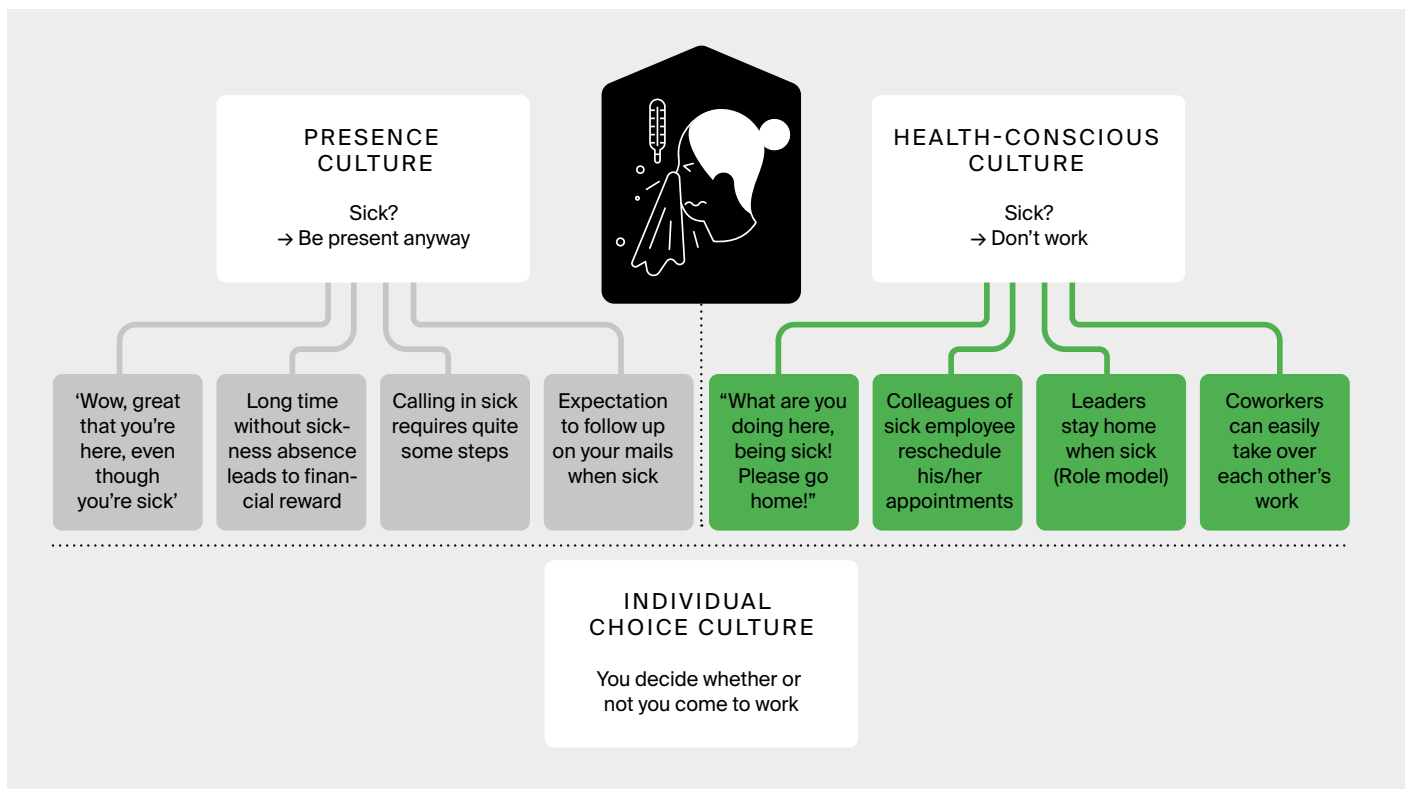 PRESENCE
CULTURE
Sick?
→ Be present anyway
HEALTH-CONSCIOUS
CULTURE
Sick?
→ Don’t work
‘Wow, great
that you’re
here, even
though
you’re sick’
Long time
without sick-
ness absence
leads to finan-
cial reward
Calling in sick
requires quite
some steps
Expectation
to follow up
on your mails
when sick
“What are you
doing here,
being sick!
Please go
home!”
Colleagues of
sick employee
reschedule
his/her
appointments
Leaders
stay home
when sick
(Role model)
Coworkers
can easily
take over
each other’s
work
INDIVIDUAL
CHOICE CULTURE
You decide whether or
not you come to work